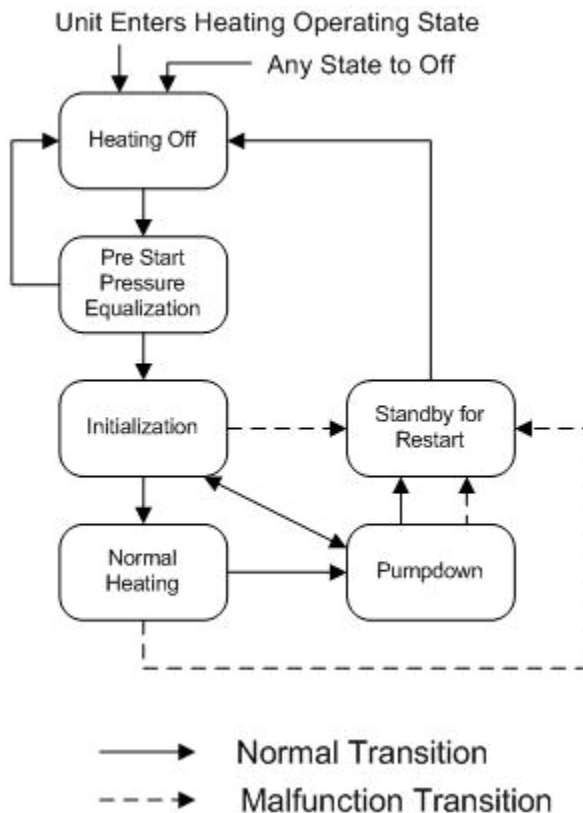 Unit Enters Heating Operating State
Any State to Off
Heating Off
Pre Start
Pressure
Equalization
Initialization
Standby for
Restart
Normal
Heating
Pumpdown
Normal Transition
Malfunction Transition